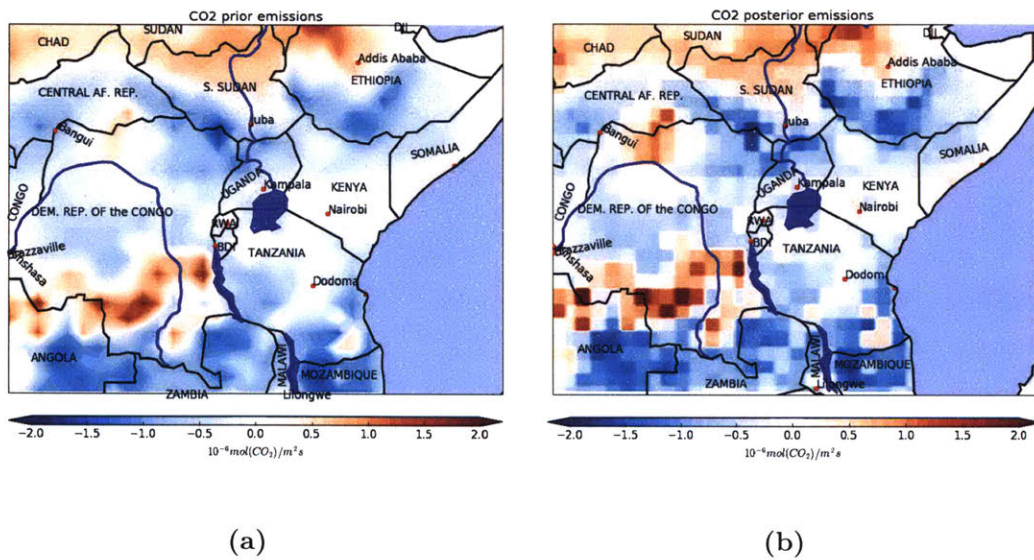 CO2 prior emissions
SUDAN
DJI.
CHAD
Addis Ababa
ETHIOPIA
S. SUDAN
CENTRAL AF. REP.
Juba
Bangui
SOMALIA
UGANDA
Kampala
KENYA
CONGO
DEM. REP. OF the CONGO
Nairobi
RWA.
BDI
TANZANIA
Brazzaville
Kinshasa
Dodoma
ANGOLA
MALAWI
MOZAMBIQUE
ZAMBIA
Lilongwe
−2.0 −1.5 −1.0 −0.5 0.0 0.5 1.0 1.5 2.0
10⁻⁶mol(CO₂)/m²s
(a)
CO2 posterior emissions
SUDAN
DJI.
CHAD
Addis Ababa
ETHIOPIA
S. SUDAN
CENTRAL AF. REP.
Juba
Bangui
SOMALIA
UGANDA
Kampala
KENYA
CONGO
DEM. REP. OF the CONGO
Nairobi
RWA.
BDI
TANZANIA
Brazzaville
Kinshasa
Dodoma
ANGOLA
MALAWI
MOZAMBIQUE
ZAMBIA
Lilongwe
−2.0 −1.5 −1.0 −0.5 0.0 0.5 1.0 1.5 2.0
10⁻⁶mol(CO₂)/m²s
(b)